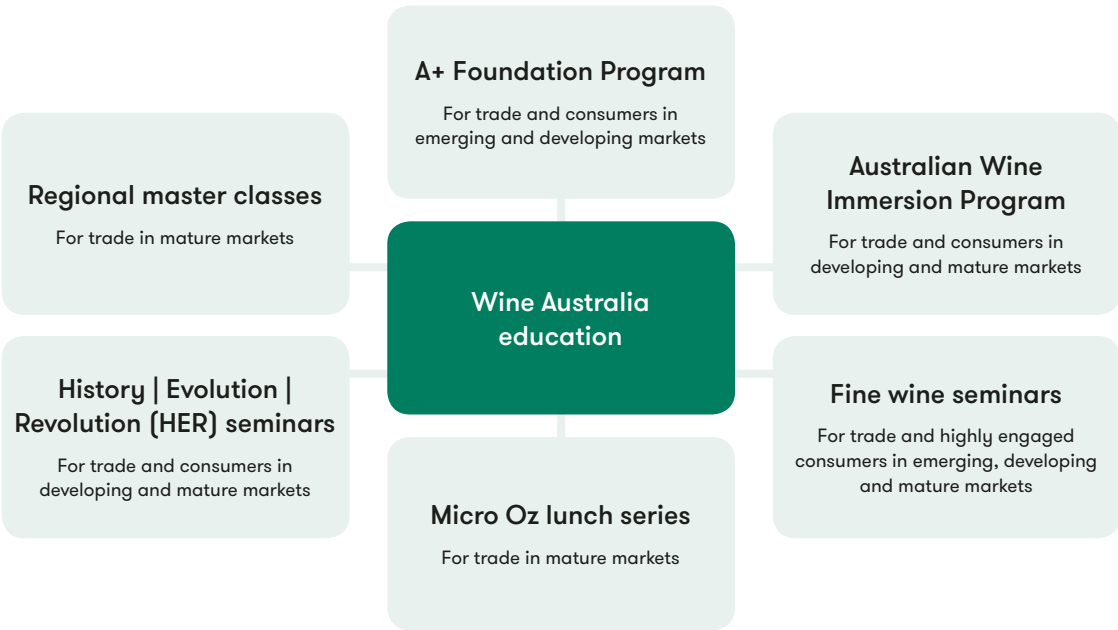 A+ Foundation Program
For trade and consumers in
emerging and developing markets
Regional master classes
For trade in mature markets
Australian Wine
Immersion Program
For trade and consumers in
developing and mature markets
Wine Australia
education
History | Evolution |
Revolution (HER) seminars
For trade and consumers in
developing and mature markets
Fine wine seminars
For trade and highly engaged
consumers in emerging, developing
and mature markets
Micro Oz lunch series
For trade in mature markets